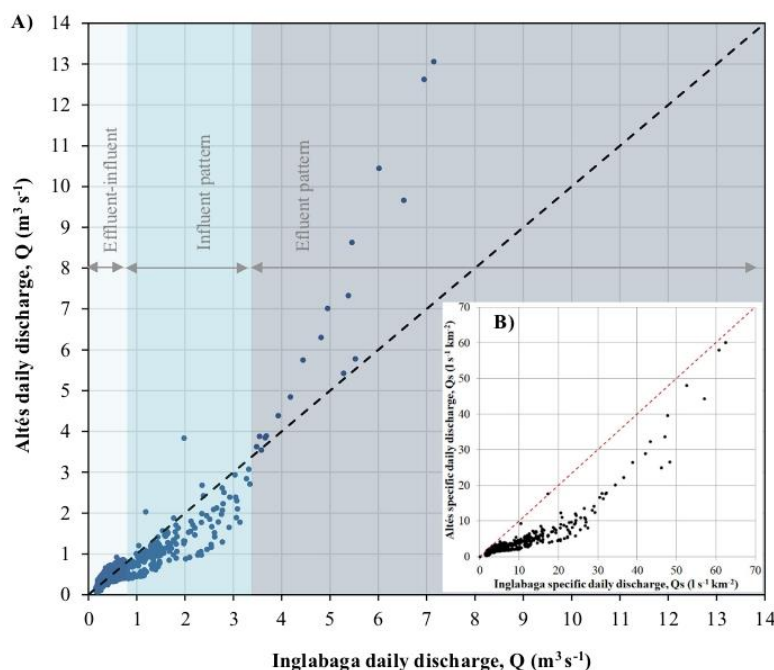 A)
Altés daily discharge, Q (m³ s⁻¹)
14
13
12
11
10
9
8
7
6
5
4
3
2
1
0
Effluent-influent
Influent pattern
Efluent pattern
B)
Altés specific daily discharge, Qs (l s⁻¹ km⁻²)
70
60
50
40
30
20
10
0
0 10 20 30 40 50 60 70
Inglabaga specific daily discharge, Qs (l s⁻¹ km⁻²)
0 1 2 3 4 5 6 7 8 9 10 11 12 13 14
Inglabaga daily discharge, Q (m³ s⁻¹)